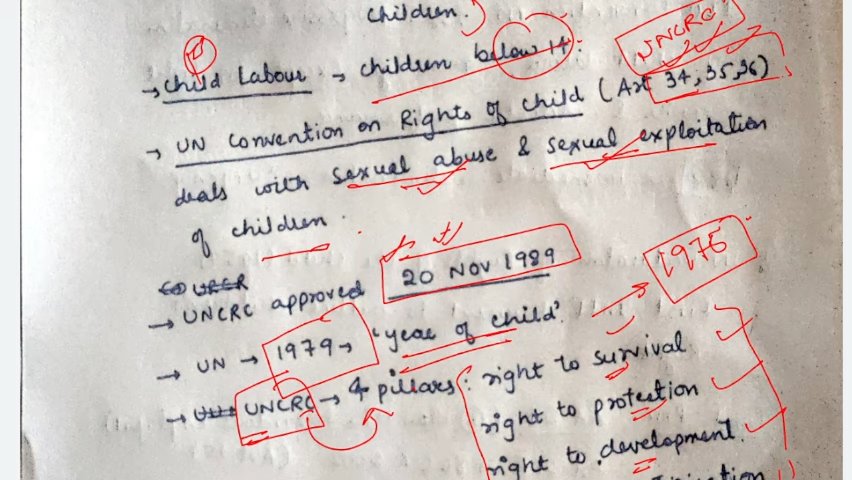 children.
→ child Labour → children below 14. UNCRC
→ UN Convention on Rights of child (Art 34, 35, 36)
deals with sexual abuse & sexual exploitation
of children.
→ UNCRC approved 20 NOV 1989
1975
→ UN → 1979 → 'year of child'.
→ UNCRC → 4 pillars: right to survival
right to protection
right to development.